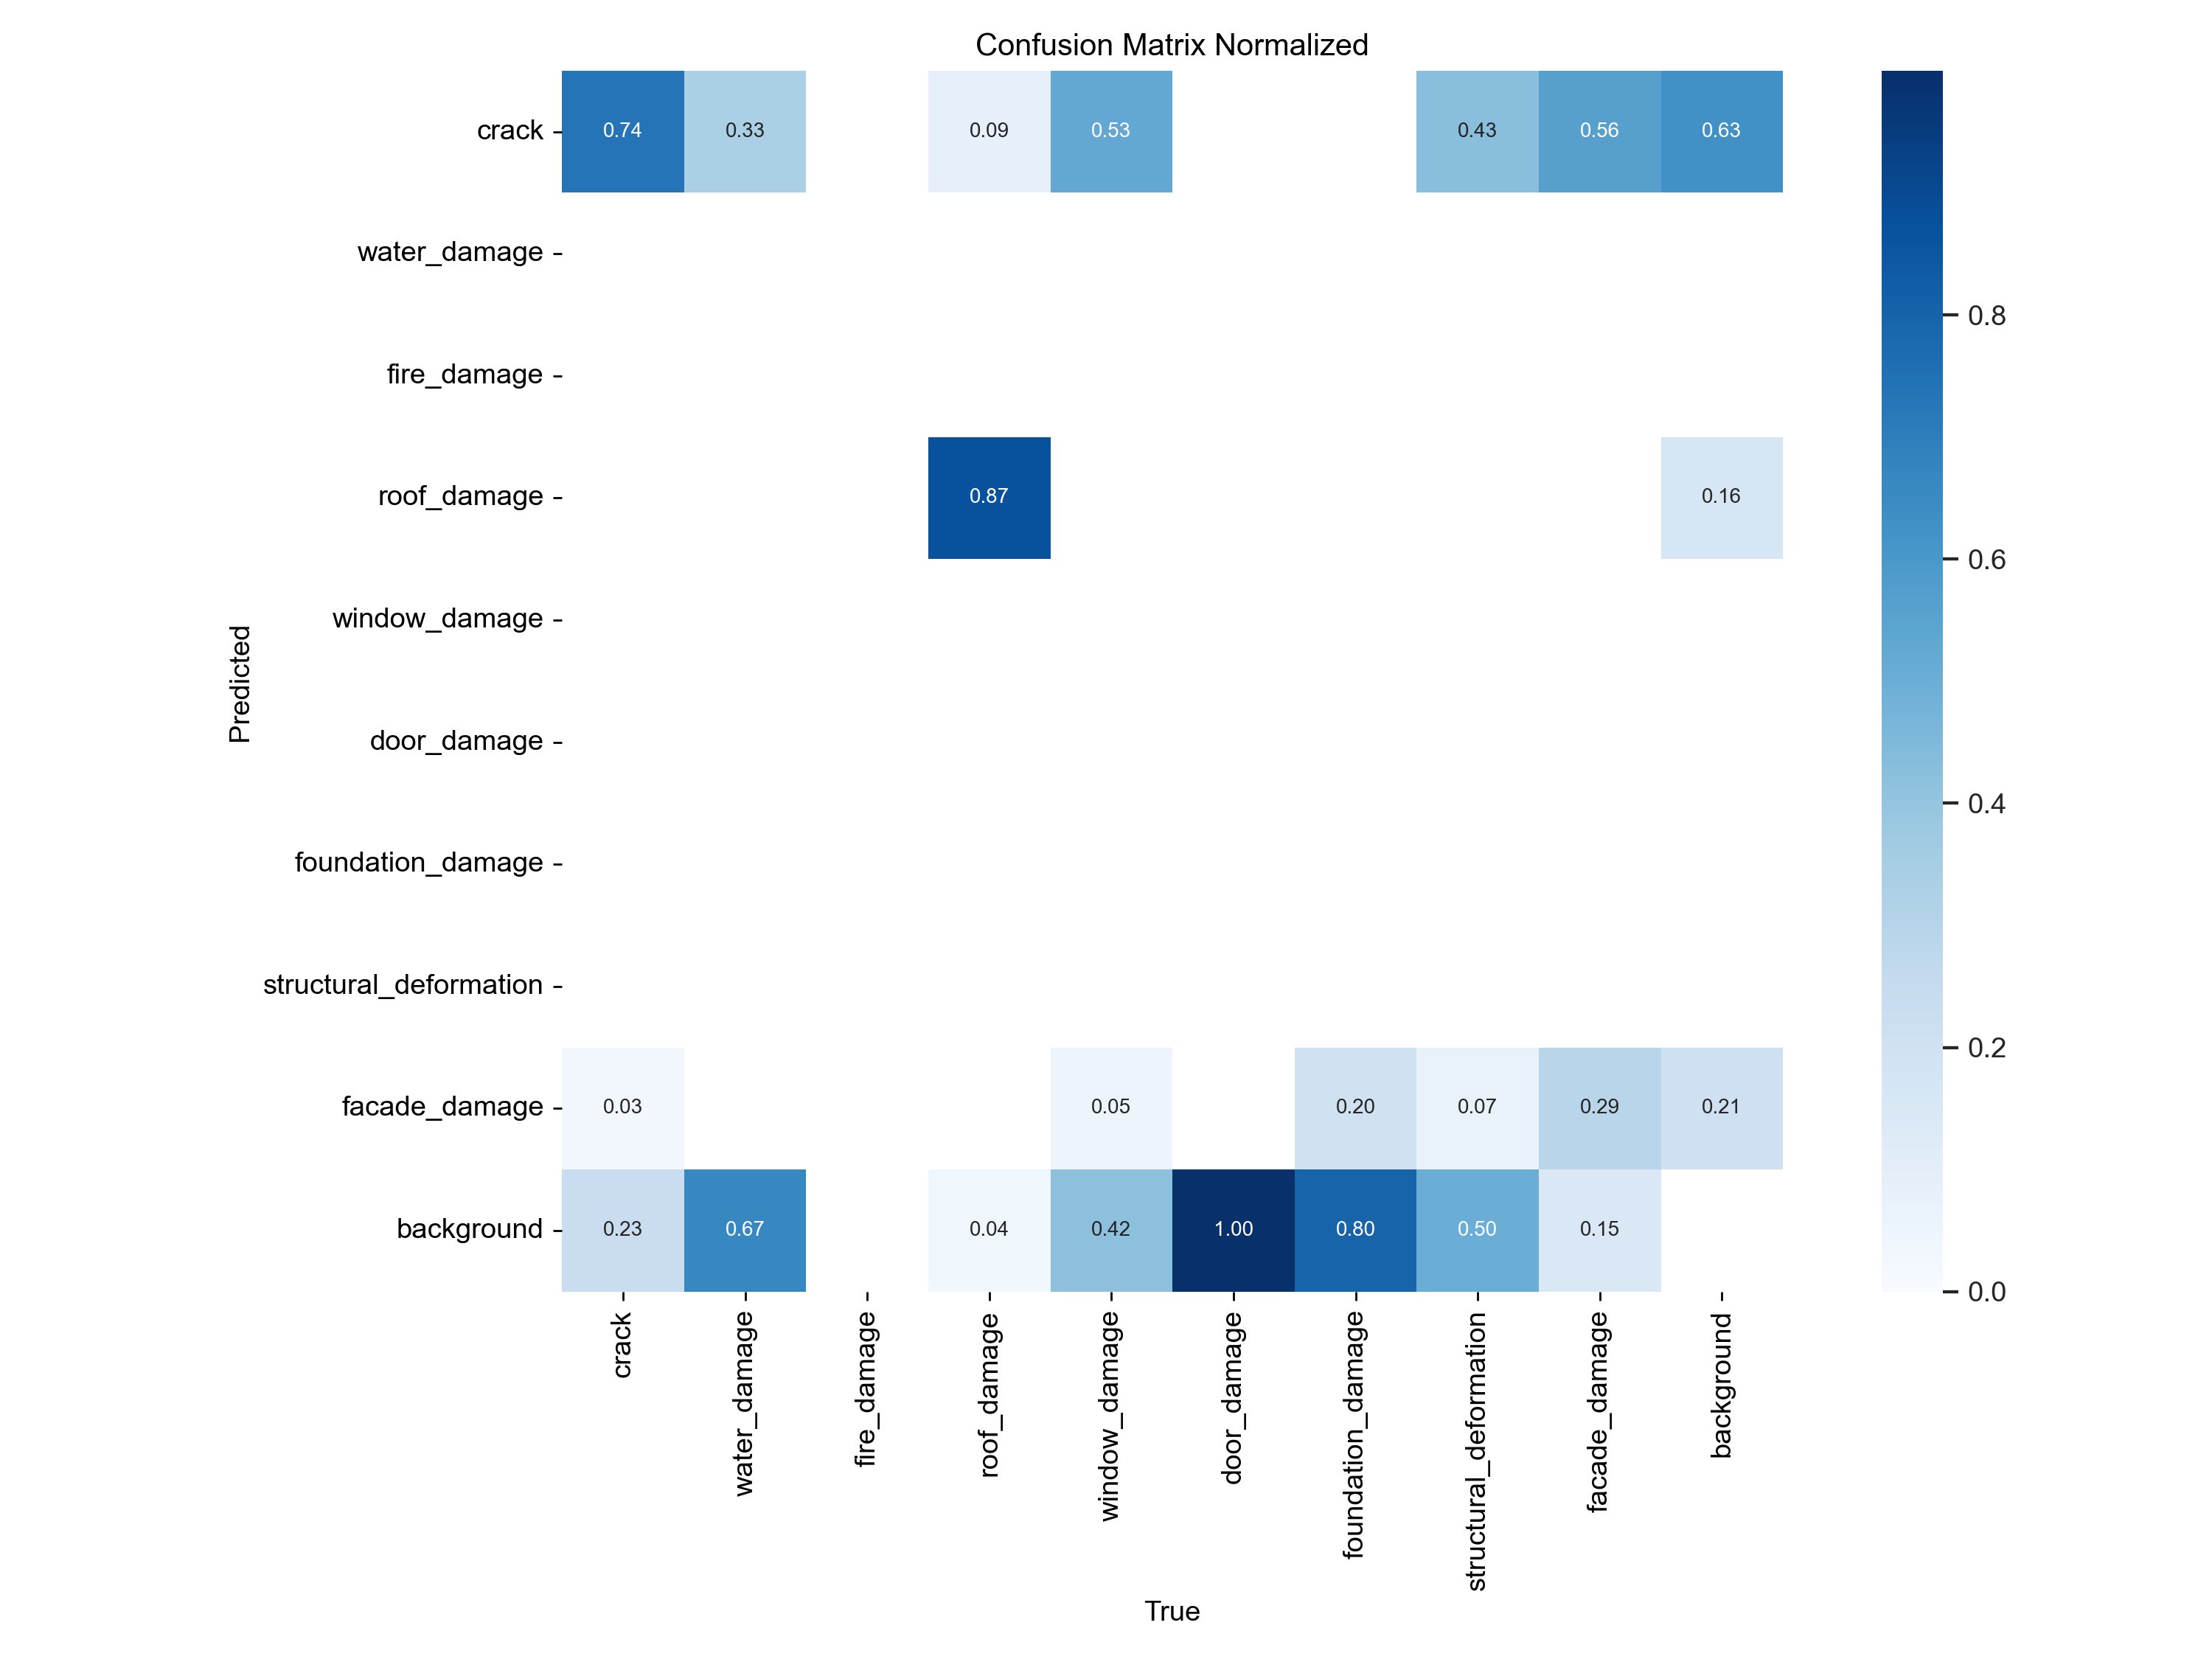 Confusion Matrix Normalized
crack
0.74 0.33 0.09 0.53 0.43 0.56 0.63
water_damage
fire_damage
roof_damage
0.87 0.16
window_damage
door_damage
foundation_damage
structural_deformation
facade_damage
0.03 0.05 0.20 0.07 0.29 0.21
background
0.23 0.67 0.04 0.42 1.00 0.80 0.50 0.15
Predicted
crack
water_damage
fire_damage
roof_damage
window_damage
door_damage
foundation_damage
structural_deformation
facade_damage
background
True
0.8
0.6
0.4
0.2
0.0